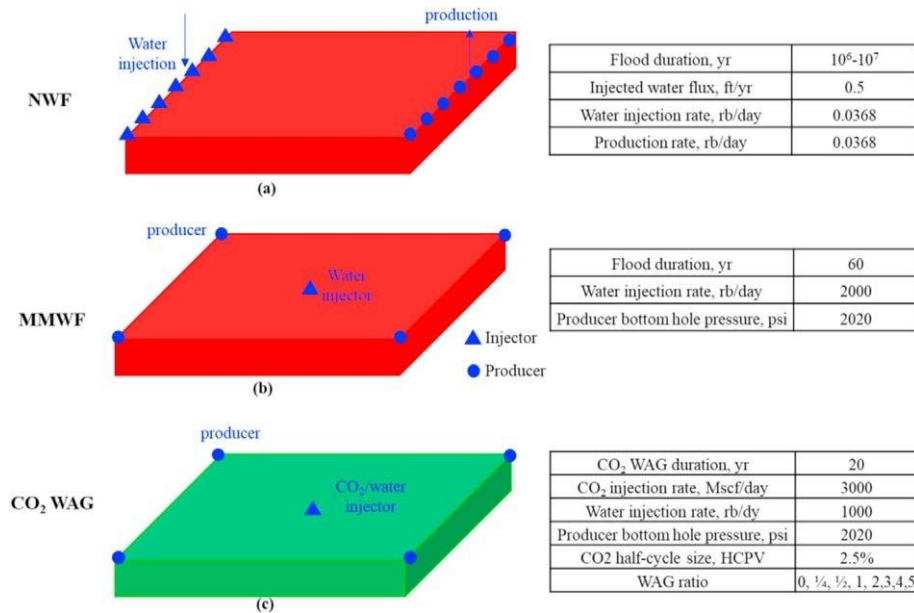 NWF
Water
injection
production
(a)
Flood duration, yr 10⁶-10⁷
Injected water flux, ft/yr 0.5
Water injection rate, rb/day 0.0368
Production rate, rb/day 0.0368
MMWF
producer
Water
injector
Injector
Producer
(b)
Flood duration, yr 60
Water injection rate, rb/day 2000
Producer bottom hole pressure, psi 2020
CO₂ WAG
producer
CO₂/water
injector
(c)
CO₂ WAG duration, yr 20
CO₂ injection rate, Mscf/day 3000
Water injection rate, rb/dy 1000
Producer bottom hole pressure, psi 2020
CO2 half-cycle size, HCPV 2.5%
WAG ratio 0, ¼, ½, 1, 2,3,4,5